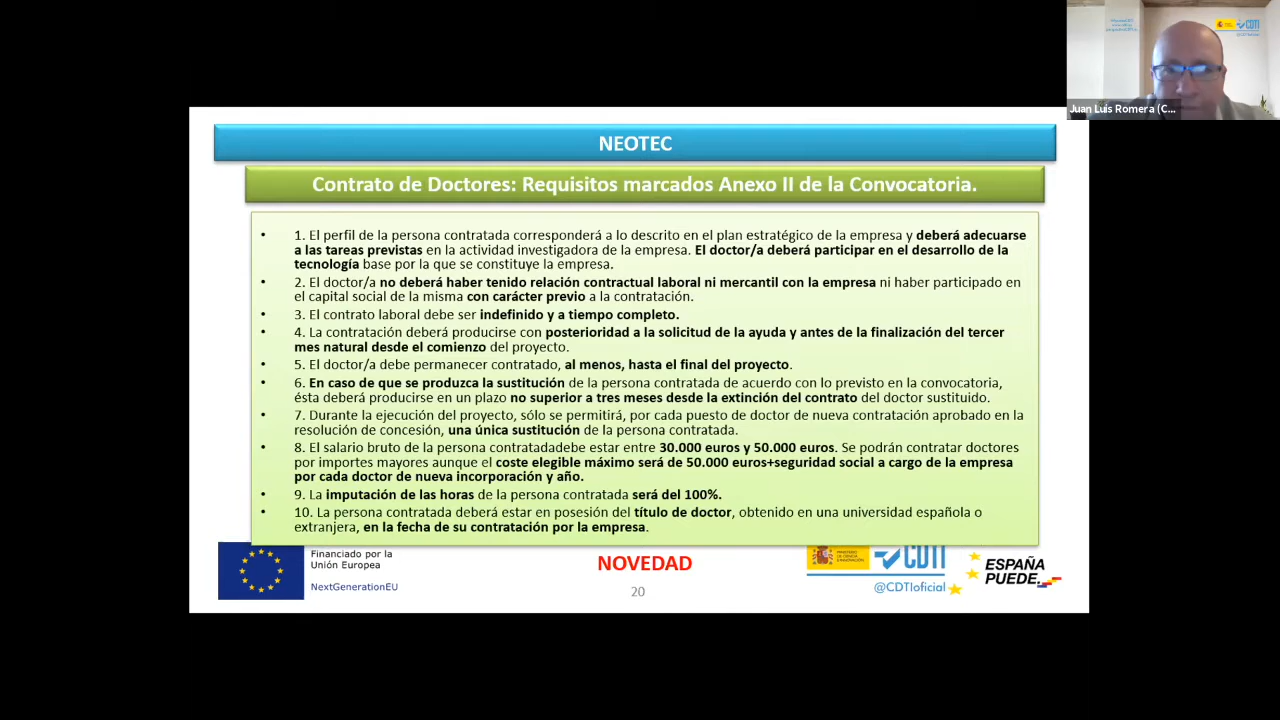 CDTI
Juan Luis Romera (C...
NEOTEC
Contrato de Doctores: Requisitos marcados Anexo II de la Convocatoria.
• 1. El perfil de la persona contratada corresponderá a lo descrito en el plan estratégico de la empresa y deberá adecuarse
a las tareas previstas en la actividad investigadora de la empresa. El doctor/a deberá participar en el desarrollo de la
tecnología base por la que se constituye la empresa.
• 2. El doctor/a no deberá haber tenido relación contractual laboral ni mercantil con la empresa ni haber participado en
el capital social de la misma con carácter previo a la contratación.
• 3. El contrato laboral debe ser indefinido y a tiempo completo.
• 4. La contratación deberá producirse con posterioridad a la solicitud de la ayuda y antes de la finalización del tercer
mes natural desde el comienzo del proyecto.
• 5. El doctor/a debe permanecer contratado, al menos, hasta el final del proyecto.
• 6. En caso de que se produzca la sustitución de la persona contratada de acuerdo con lo previsto en la convocatoria,
ésta deberá producirse en un plazo no superior a tres meses desde la extinción del contrato del doctor sustituido.
• 7. Durante la ejecución del proyecto, sólo se permitirá, por cada puesto de doctor de nueva contratación aprobado en la
resolución de concesión, una única sustitución de la persona contratada.
• 8. El salario bruto de la persona contratadadebe estar entre 30.000 euros y 50.000 euros. Se podrán contratar doctores
por importes mayores aunque el coste elegible máximo será de 50.000 euros+seguridad social a cargo de la empresa
por cada doctor de nueva incorporación y año.
• 9. La imputación de las horas de la persona contratada será del 100%.
• 10. La persona contratada deberá estar en posesión del título de doctor, obtenido en una universidad española o
extranjera, en la fecha de su contratación por la empresa.
Financiado por la
Unión Europea
NextGenerationEU
NOVEDAD
20
CDTI
@CDTIoficial
ESPAÑA
PUEDE.